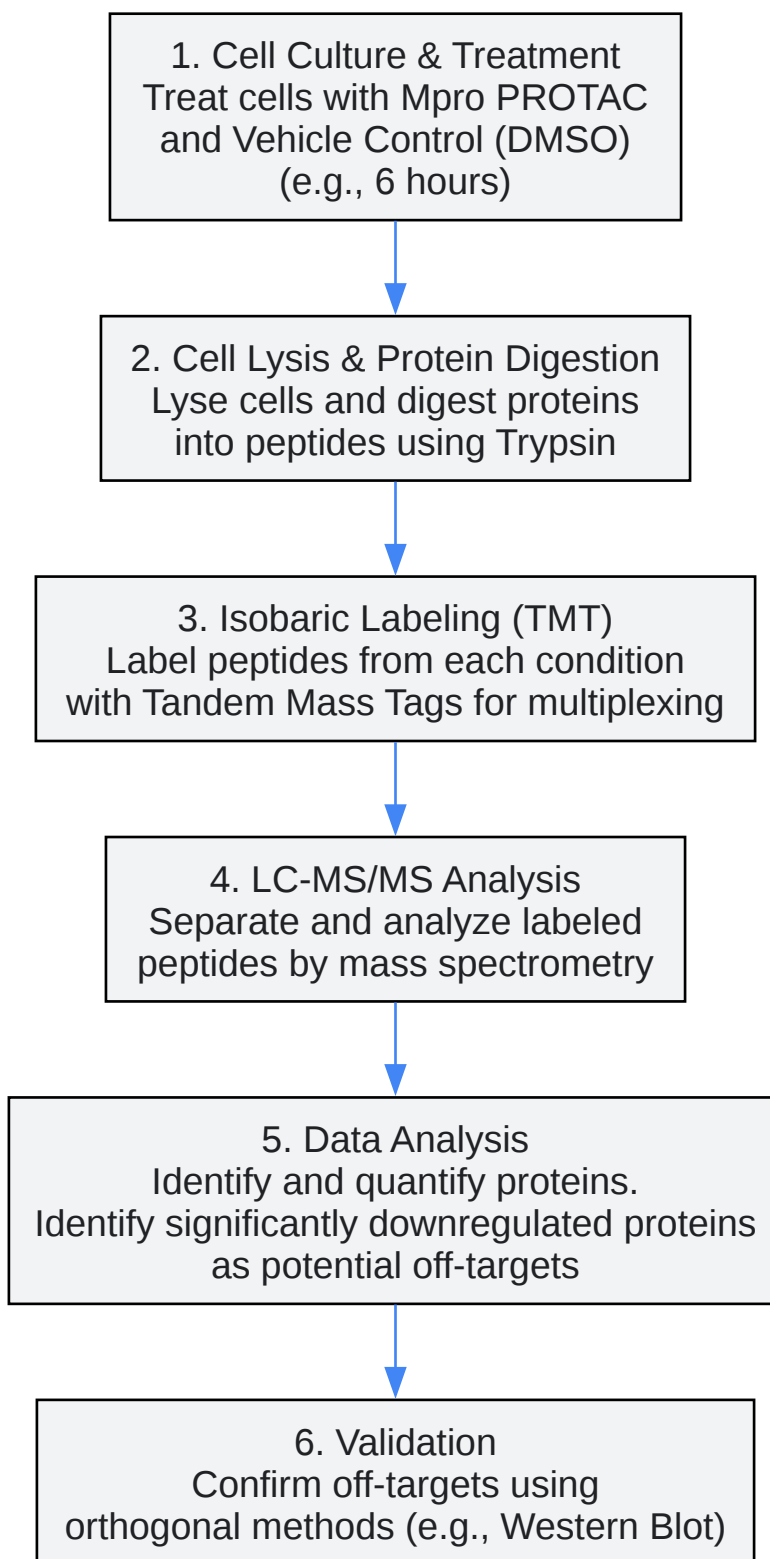 1. Cell Culture & Treatment
Treat cells with Mpro PROTAC
and Vehicle Control (DMSO)
(e.g., 6 hours)
2. Cell Lysis & Protein Digestion
Lyse cells and digest proteins
into peptides using Trypsin
3. Isobaric Labeling (TMT)
Label peptides from each condition
with Tandem Mass Tags for multiplexing
4. LC-MS/MS Analysis
Separate and analyze labeled
peptides by mass spectrometry
5. Data Analysis
Identify and quantify proteins.
Identify significantly downregulated proteins
as potential off-targets
6. Validation
Confirm off-targets using
orthogonal methods (e.g., Western Blot)